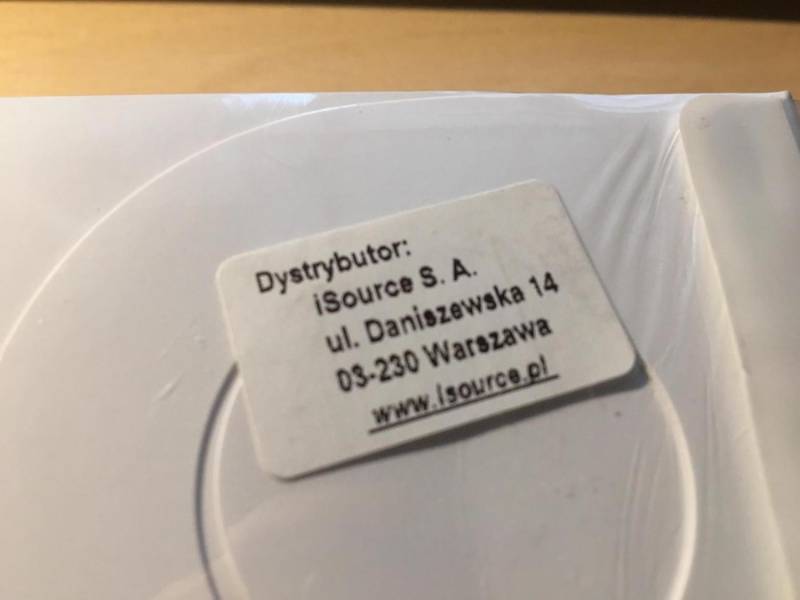 Dystrybutor:
iSource S. A.
ul. Daniszewska 14
03-230 Warszawa
www.isource.pl